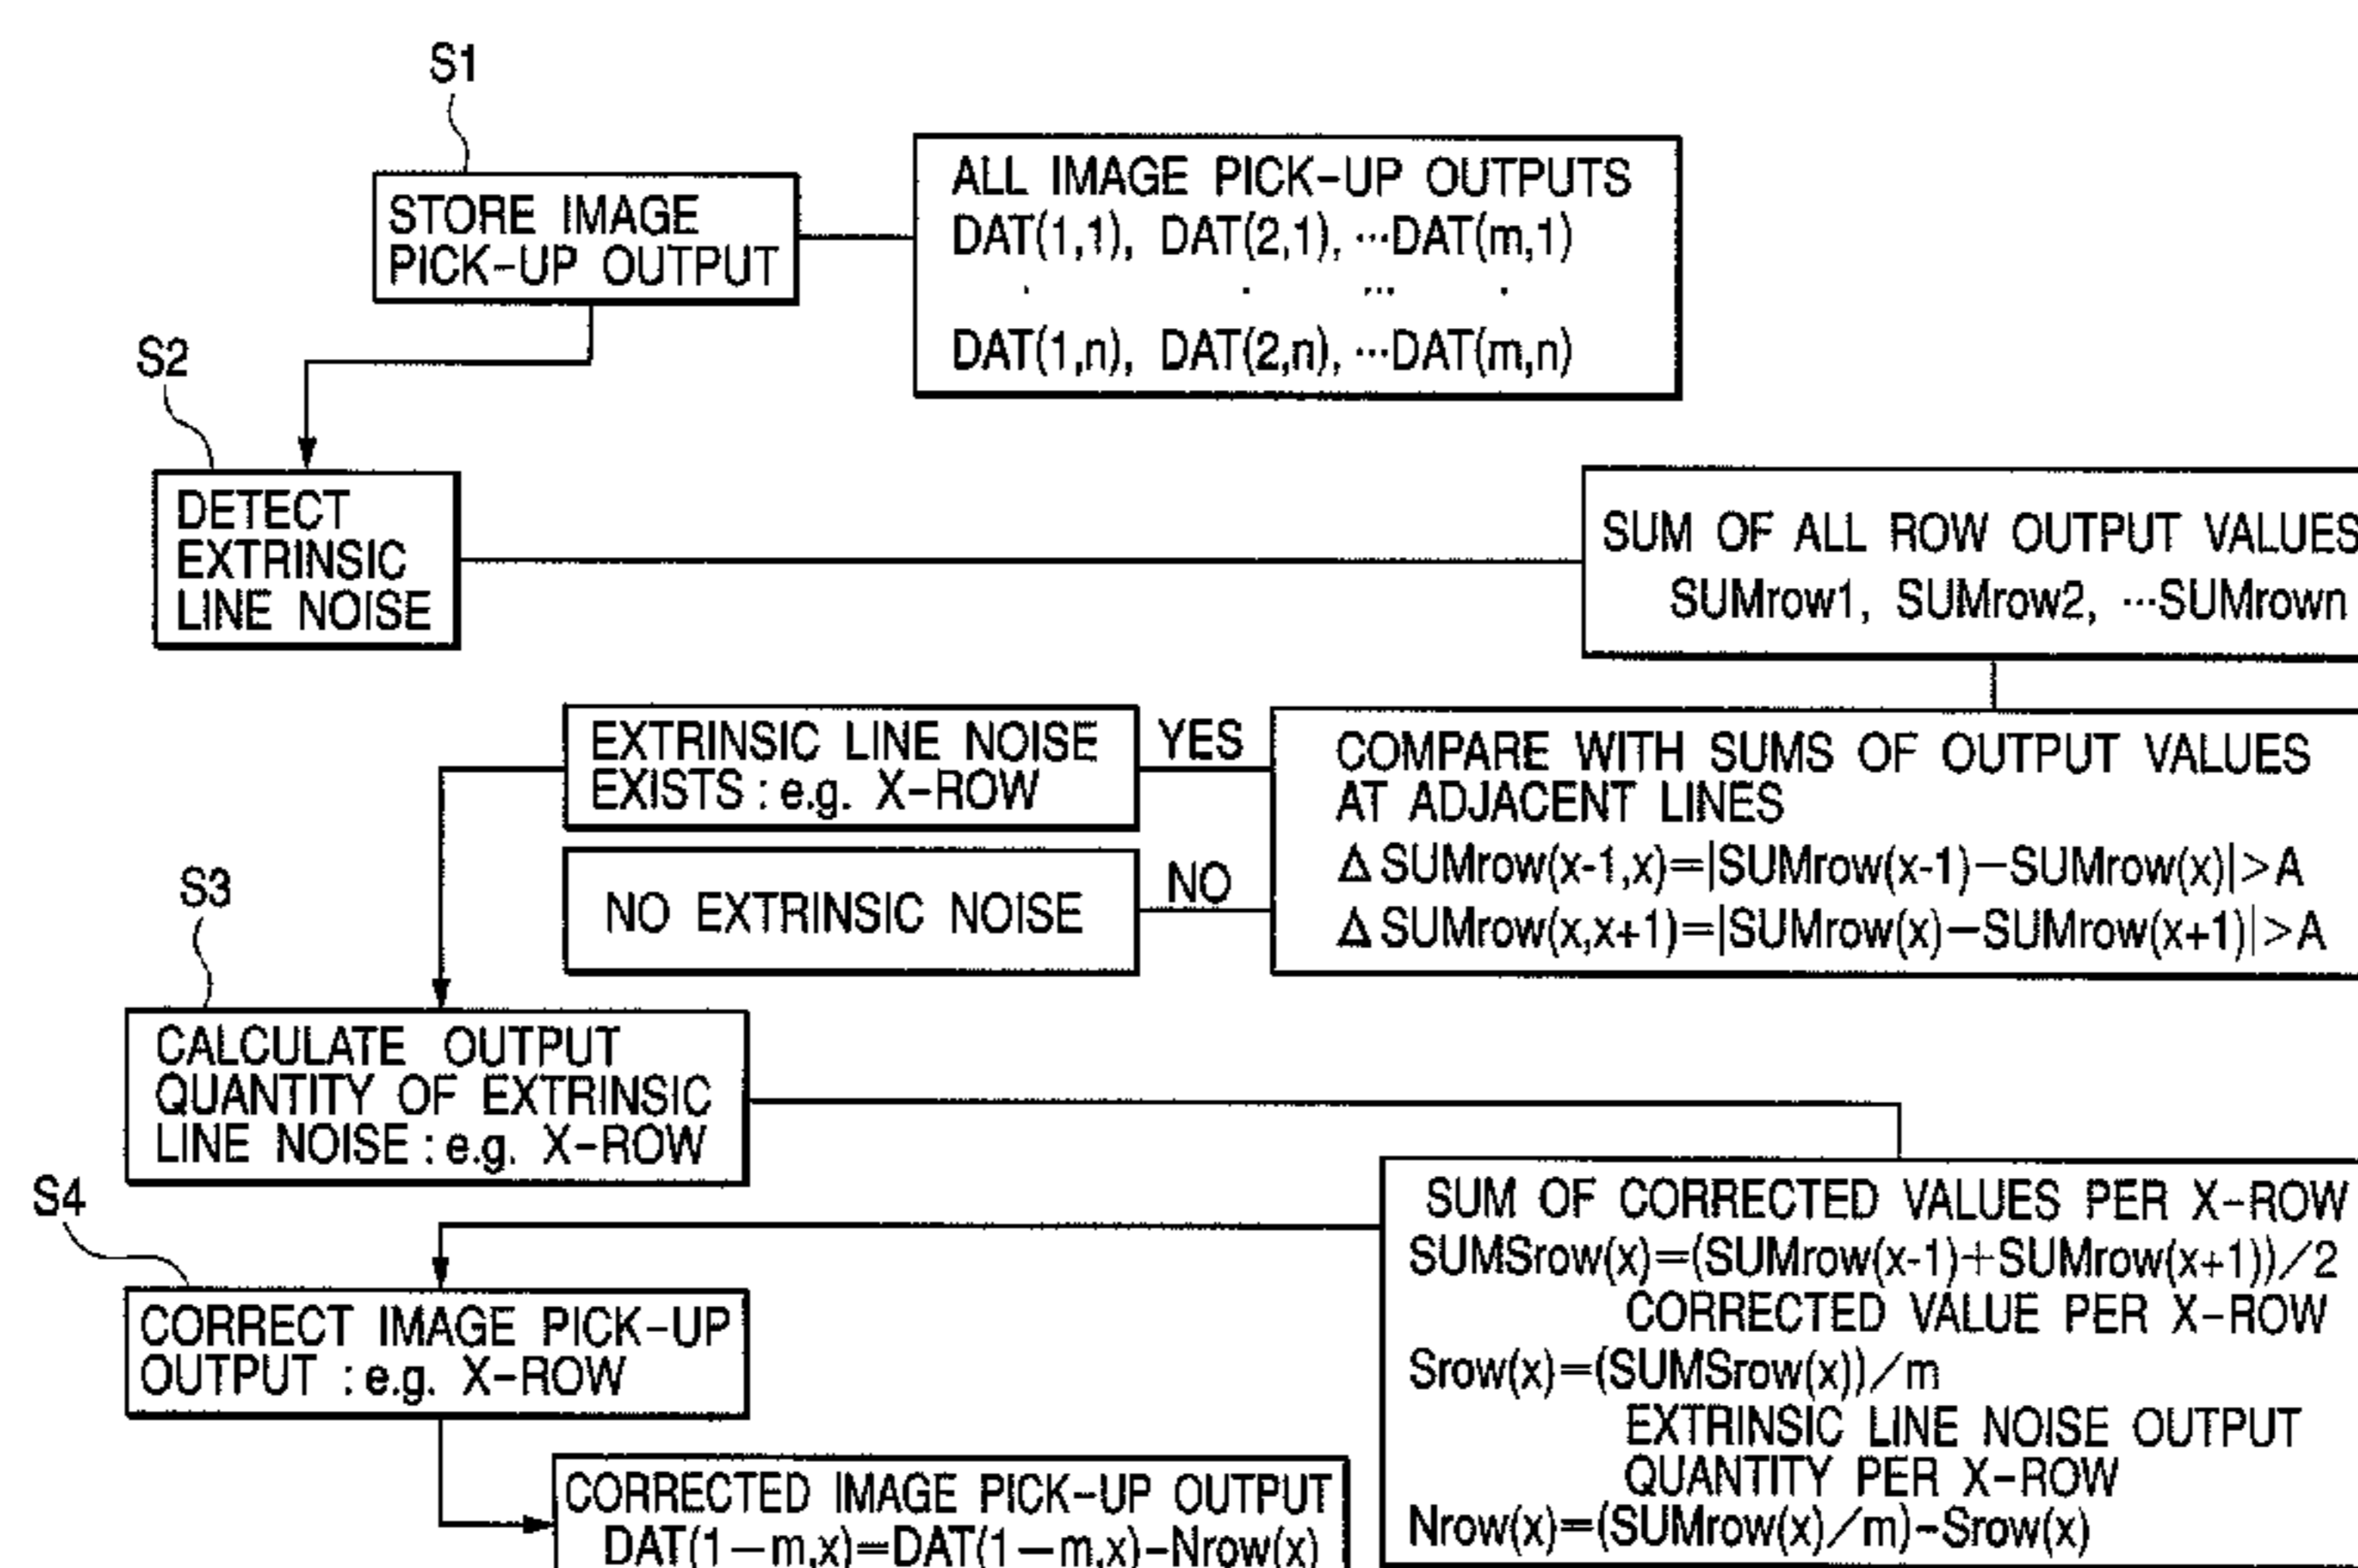 S1
STORE IMAGE
PICK-UP OUTPUT
ALL IMAGE PICK-UP OUTPUTS
DAT(1,1), DAT(2,1), ···DAT(m,1)
. . ... .
DAT(1,n), DAT(2,n), ···DAT(m,n)
S2
DETECT
EXTRINSIC
LINE NOISE
SUM OF ALL ROW OUTPUT VALUES
SUMrow1, SUMrow2, ···SUMrown
EXTRINSIC LINE NOISE
EXISTS : e.g. X-ROW
YES
NO EXTRINSIC NOISE
NO
COMPARE WITH SUMS OF OUTPUT VALUES
AT ADJACENT LINES
Δ SUMrow(x-1,x)=|SUMrow(x-1)−SUMrow(x)|>A
Δ SUMrow(x,x+1)=|SUMrow(x)−SUMrow(x+1)|>A
S3
CALCULATE OUTPUT
QUANTITY OF EXTRINSIC
LINE NOISE : e.g. X-ROW
SUM OF CORRECTED VALUES PER X-ROW
SUMSrow(x)=(SUMrow(x-1)+SUMrow(x+1))/2
CORRECTED VALUE PER X-ROW
Srow(x)=(SUMSrow(x))/m
EXTRINSIC LINE NOISE OUTPUT
QUANTITY PER X-ROW
Nrow(x)=(SUMrow(x)/m)-Srow(x)
S4
CORRECT IMAGE PICK-UP
OUTPUT : e.g. X-ROW
CORRECTED IMAGE PICK-UP OUTPUT
DAT(1−m,x)=DAT(1−m,x)-Nrow(x)